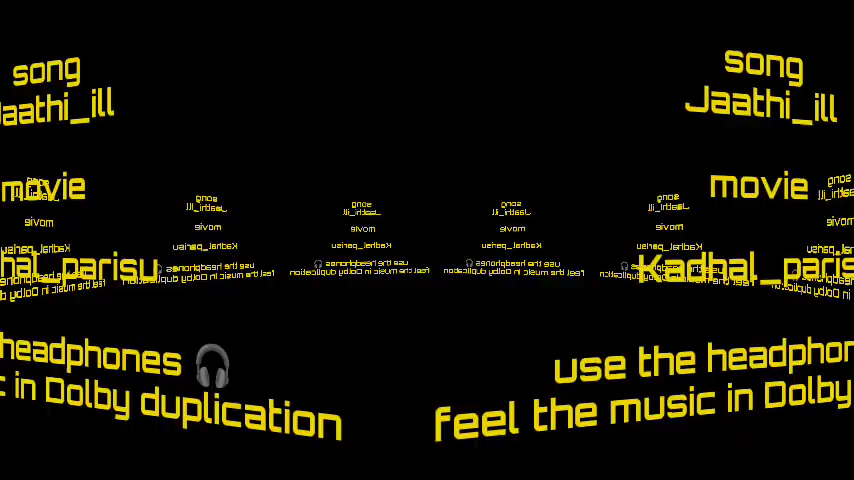 song
Jaathi_ill
movie
Kadhal_parisu
use the headphones 🎧
feel the music in Dolby duplication